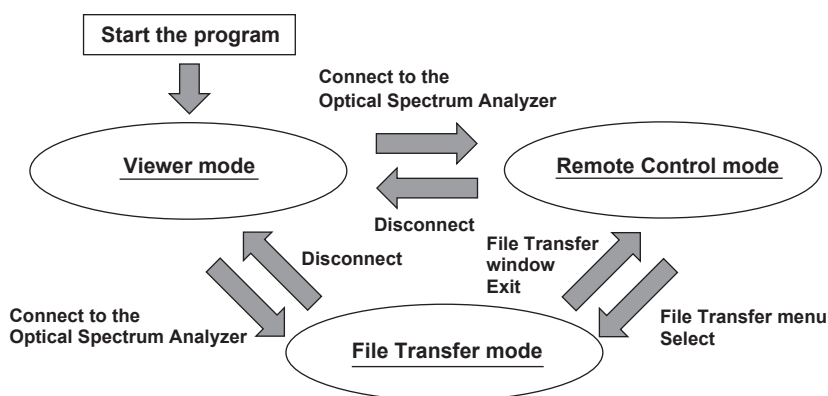 Start the program
Connect to the
Optical Spectrum Analyzer
Viewer mode
Remote Control mode
Disconnect
Disconnect
File Transfer
window
Exit
Connect to the
Optical Spectrum Analyzer
File Transfer menu
Select
File Transfer mode